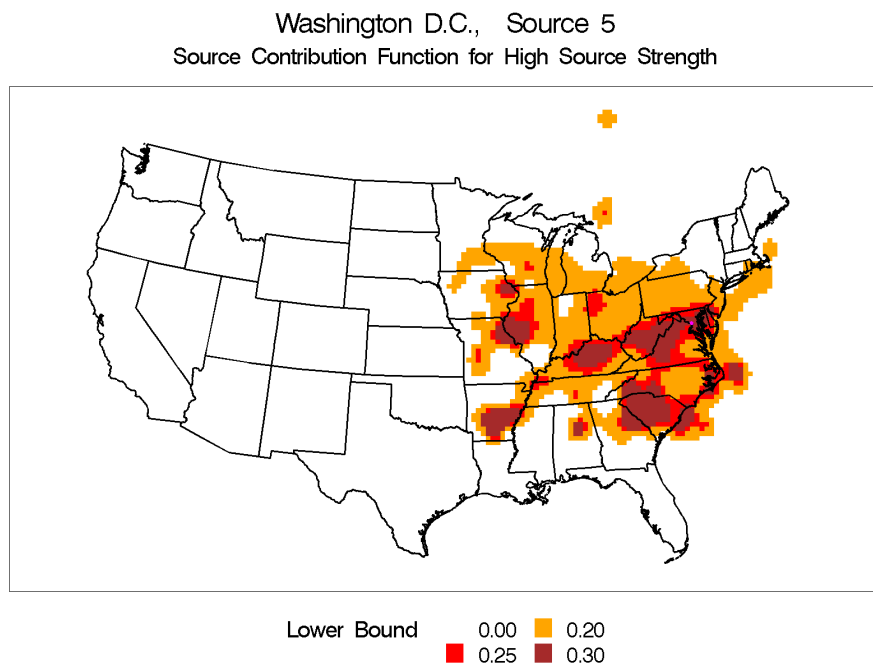 Washington D.C., Source 5
Source Contribution Function for High Source Strength
Lower Bound 0.00 0.20
0.25 0.30